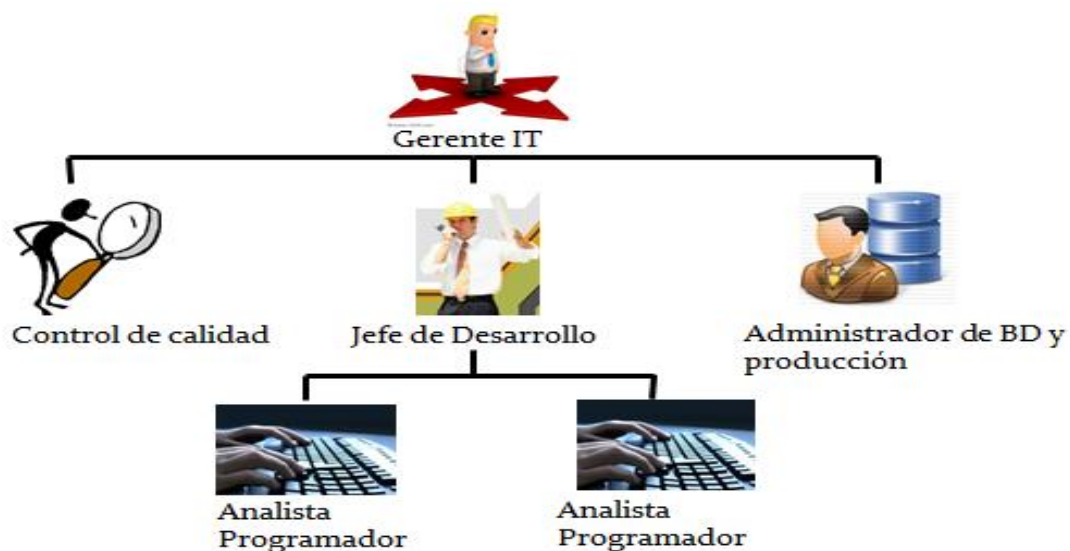 Gerente IT
Control de calidad
Jefe de Desarrollo
Administrador de BD y
producción
Analista
Programador
Analista
Programador